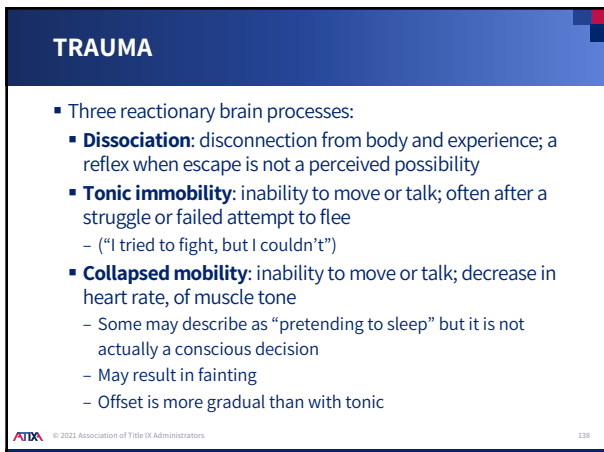 TRAUMA
▪ Three reactionary brain processes:
▪ Dissociation: disconnection from body and experience; a
reflex when escape is not a perceived possibility
▪ Tonic immobility: inability to move or talk; often after a
struggle or failed attempt to flee
– (“I tried to fight, but I couldn’t”)
▪ Collapsed mobility: inability to move or talk; decrease in
heart rate, of muscle tone
– Some may describe as “pretending to sleep” but it is not
actually a conscious decision
– May result in fainting
– Offset is more gradual than with tonic
ATIXA © 2021 Association of Title IX Administrators 138